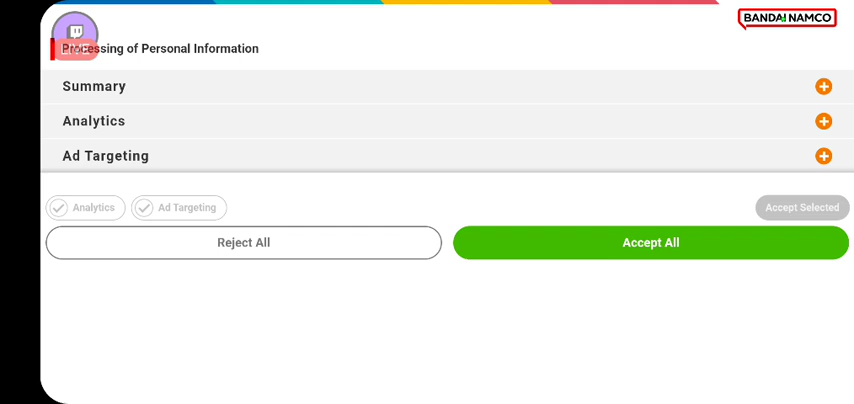 BANDAI NAMCO
Processing of Personal Information
LIVE
Summary
Analytics
Ad Targeting
Analytics
Ad Targeting
Accept Selected
Reject All
Accept All